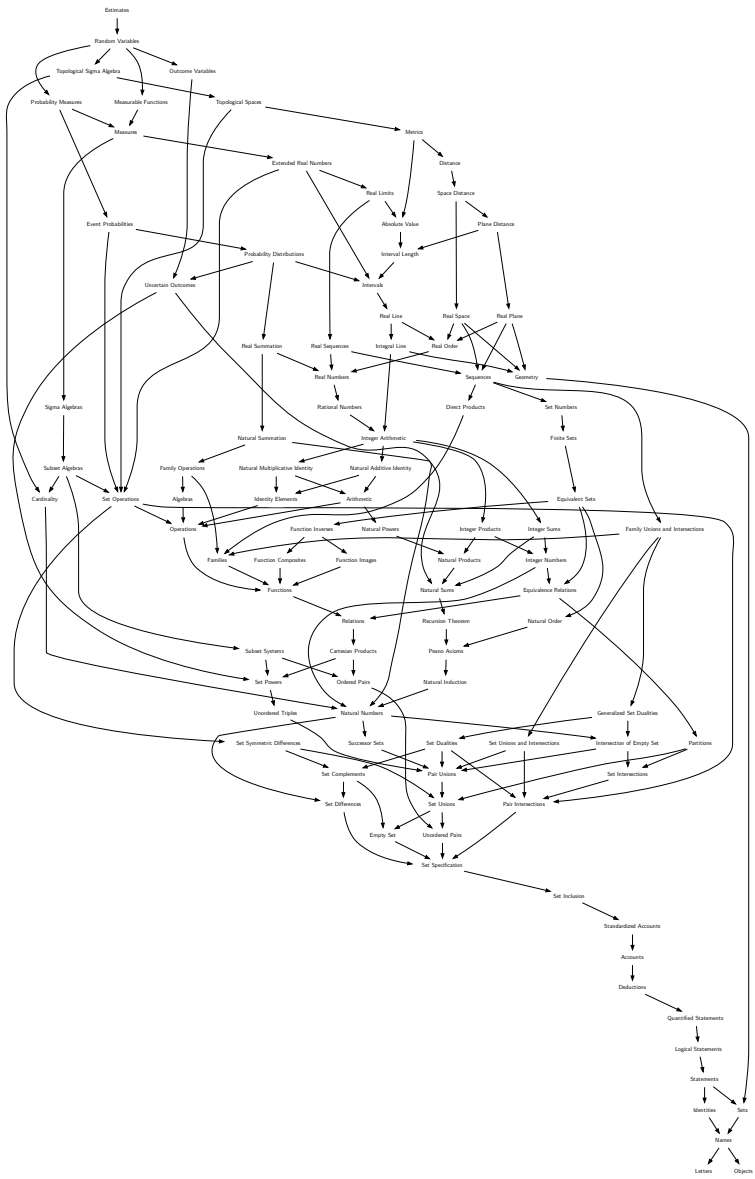 Estimates
Random Variables
Topological Sigma Algebra
Outcome Variables
Probability Measures
Measurable Functions
Topological Spaces
Measures
Metrics
Extended Real Numbers
Distance
Real Limits
Space Distance
Event Probabilities
Absolute Value
Plane Distance
Probability Distributions
Interval Length
Uncertain Outcomes
Intervals
Real Line
Real Space
Real Plane
Real Summation
Real Sequences
Integral Line
Real Order
Real Numbers
Sequences
Geometry
Sigma Algebras
Rational Numbers
Direct Products
Set Numbers
Natural Summation
Integer Arithmetic
Finite Sets
Subset Algebras
Family Operations
Natural Multiplicative Identity
Natural Additive Identity
Cardinality
Set Operations
Algebras
Identity Elements
Arithmetic
Equivalent Sets
Operations
Function Inverses
Natural Powers
Integer Products
Integer Sums
Family Unions and Intersections
Families
Function Composites
Function Images
Natural Products
Integer Numbers
Functions
Natural Sums
Equivalence Relations
Relations
Recursion Theorem
Natural Order
Subset Systems
Cartesian Products
Peano Axioms
Set Powers
Ordered Pairs
Natural Induction
Unordered Triples
Natural Numbers
Generalized Set Dualities
Set Symmetric Differences
Successor Sets
Set Dualities
Set Unions and Intersections
Intersection of Empty Set
Partitions
Set Complements
Pair Unions
Set Intersections
Set Differences
Set Unions
Pair Intersections
Empty Set
Unordered Pairs
Set Specification
Set Inclusion
Standardized Accounts
Accounts
Deductions
Quantified Statements
Logical Statements
Statements
Identities
Sets
Names
Letters
Objects